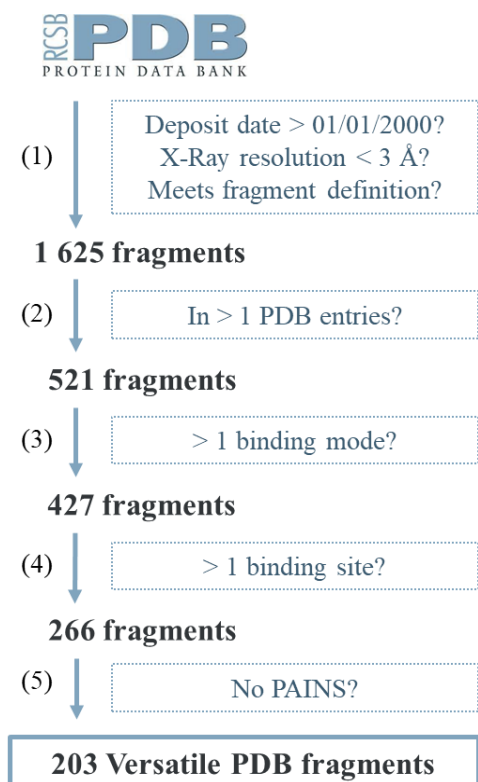 RCSB
PDB
PROTEIN DATA BANK
(1)
Deposit date > 01/01/2000?
X-Ray resolution < 3 Å?
Meets fragment definition?
1 625 fragments
(2)
In > 1 PDB entries?
521 fragments
(3)
> 1 binding mode?
427 fragments
(4)
> 1 binding site?
266 fragments
(5)
No PAINS?
203 Versatile PDB fragments